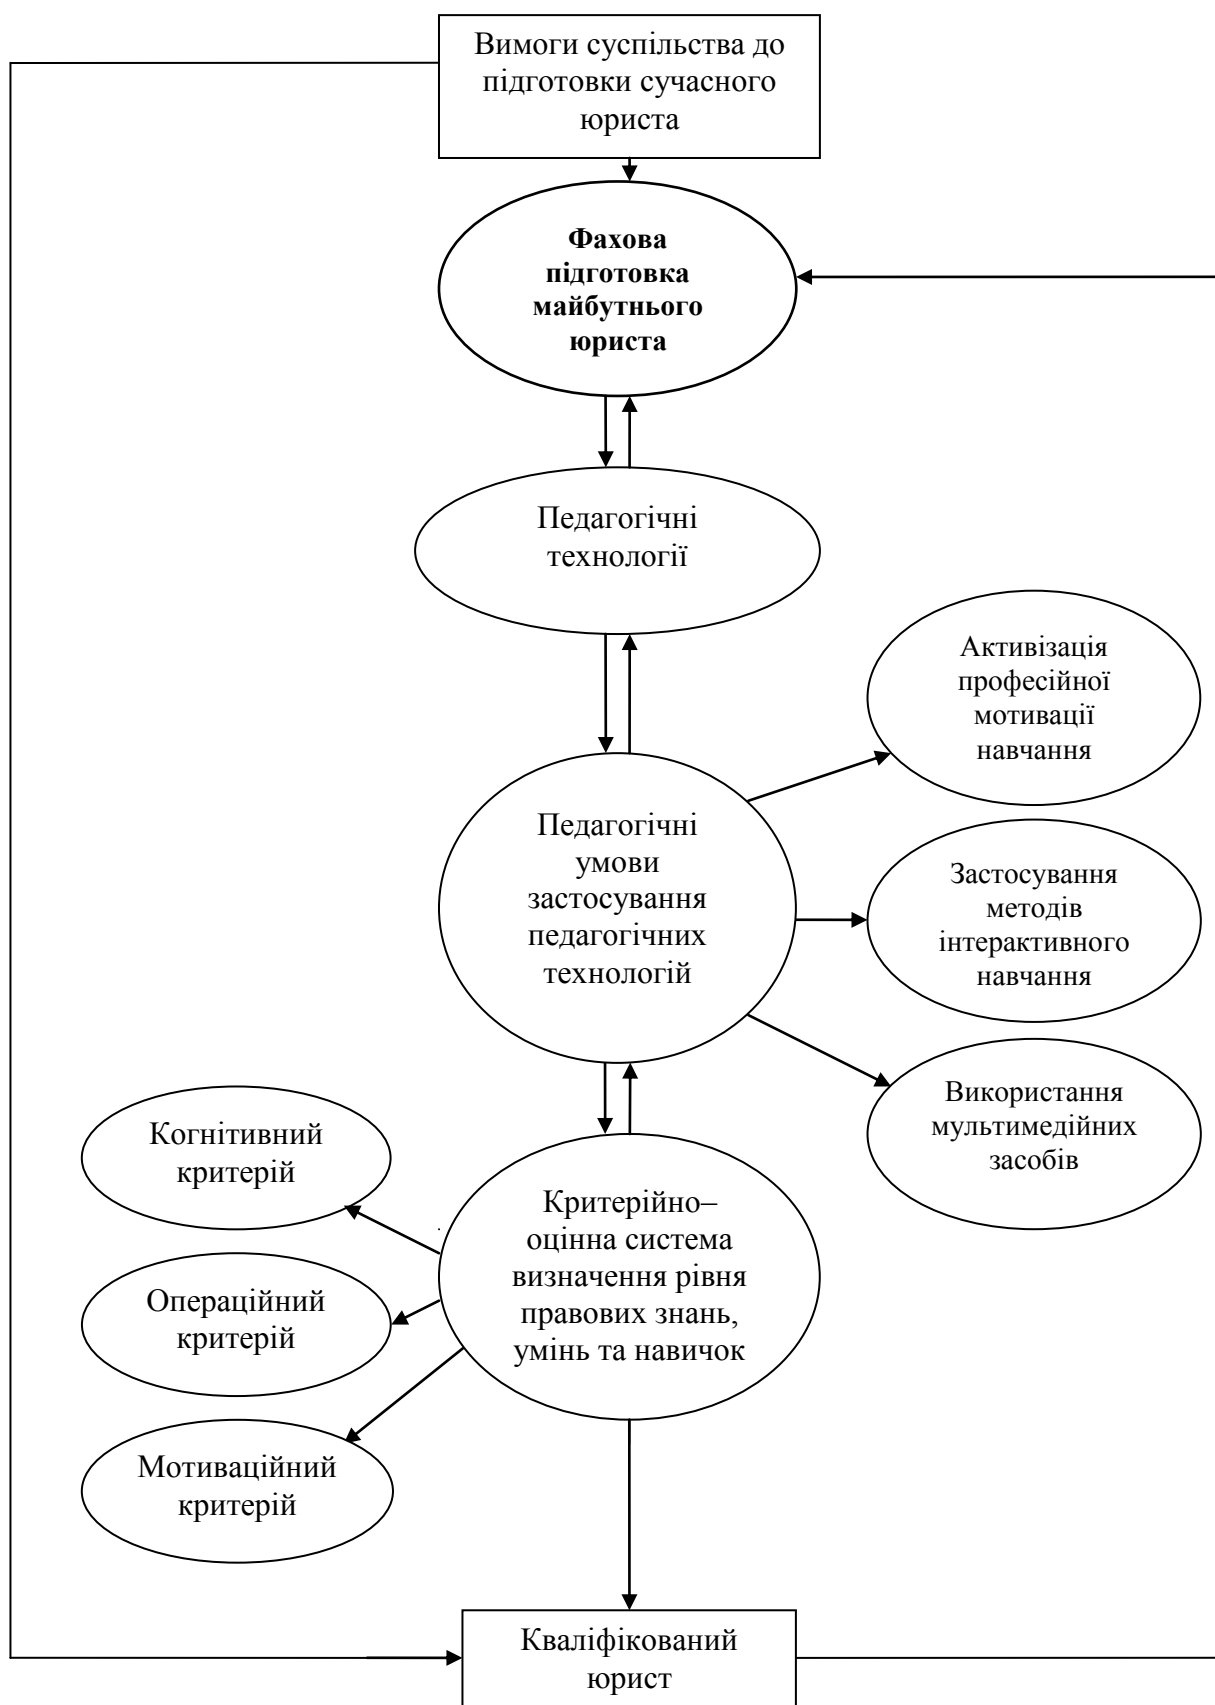 Вимоги суспільства до
підготовки сучасного
юриста
Фахова
підготовка
майбутнього
юриста
Педагогічні
технології
Активізація
професійної
мотивації
навчання
Педагогічні
умови
застосування
педагогічних
технологій
Застосування
методів
інтерактивного
навчання
Використання
мультимедійних
засобів
Когнітивний
критерій
Критерійно–
оцінна система
визначення рівня
правових знань,
умінь та навичок
Операційний
критерій
Мотиваційний
критерій
Кваліфікований
юрист